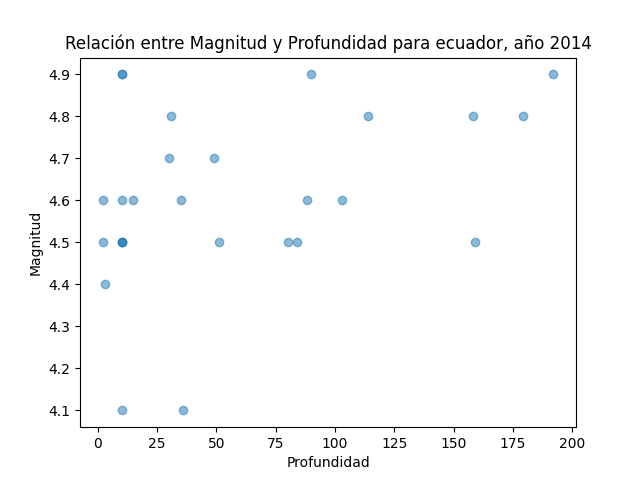 Relación entre Magnitud y Profundidad para ecuador, año 2014
4.9
4.8
4.7
4.6
4.5
4.4
4.3
4.2
4.1
Magnitud
0 25 50 75 100 125 150 175 200
Profundidad